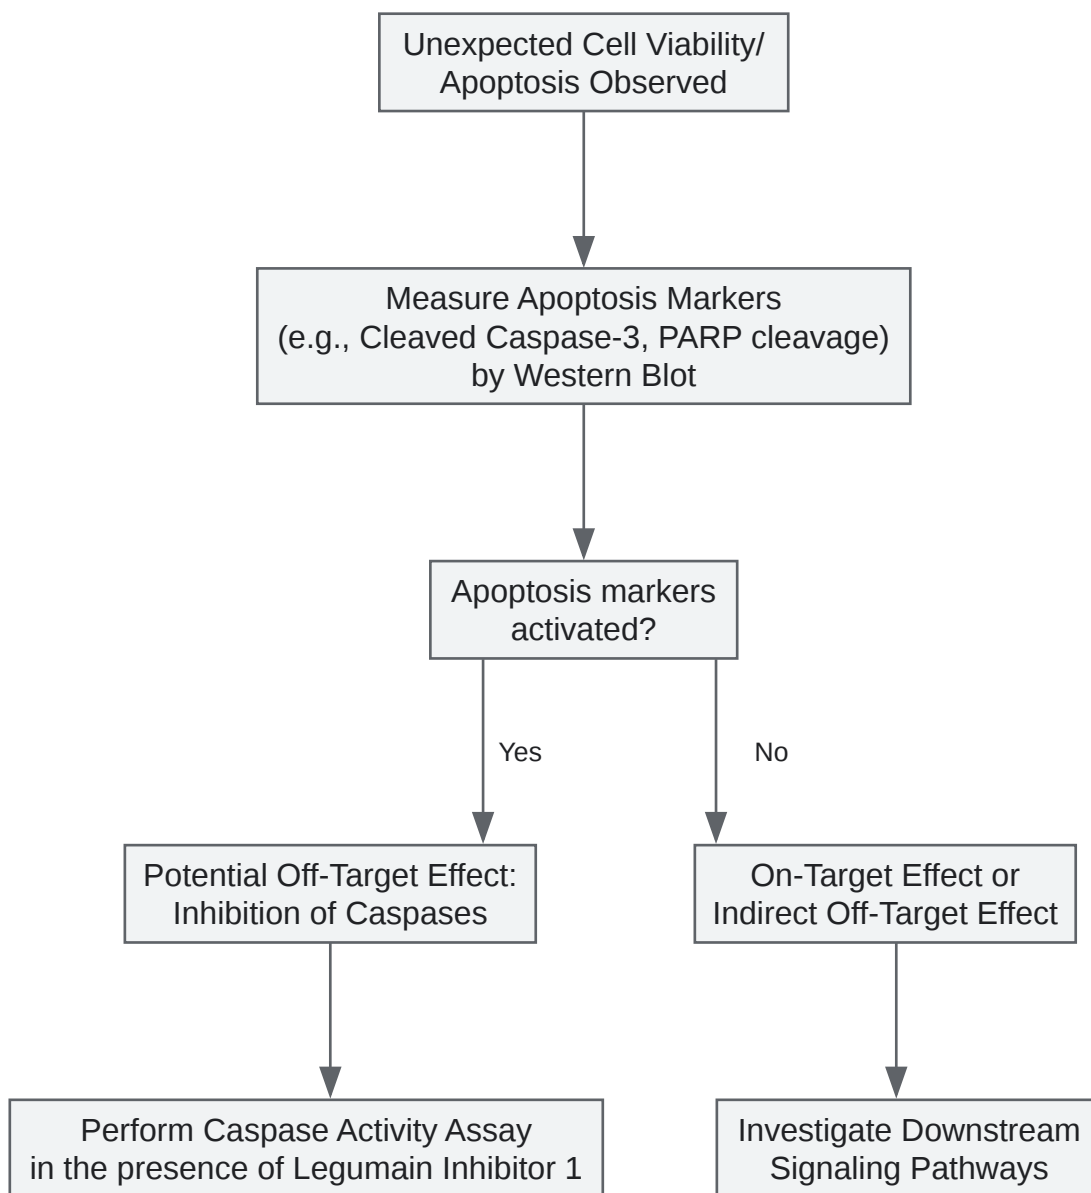 Unexpected Cell Viability/
Apoptosis Observed
Measure Apoptosis Markers
(e.g., Cleaved Caspase-3, PARP cleavage)
by Western Blot
Apoptosis markers
activated?
Yes
No
Potential Off-Target Effect:
Inhibition of Caspases
On-Target Effect or
Indirect Off-Target Effect
Perform Caspase Activity Assay
in the presence of Legumain Inhibitor 1
Investigate Downstream
Signaling Pathways